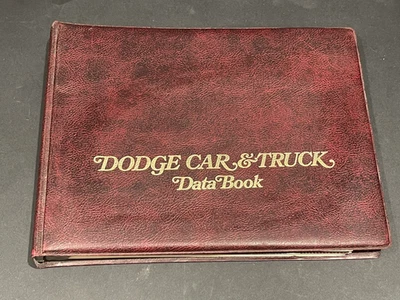 DODGE CAR & TRUCK
Data Book